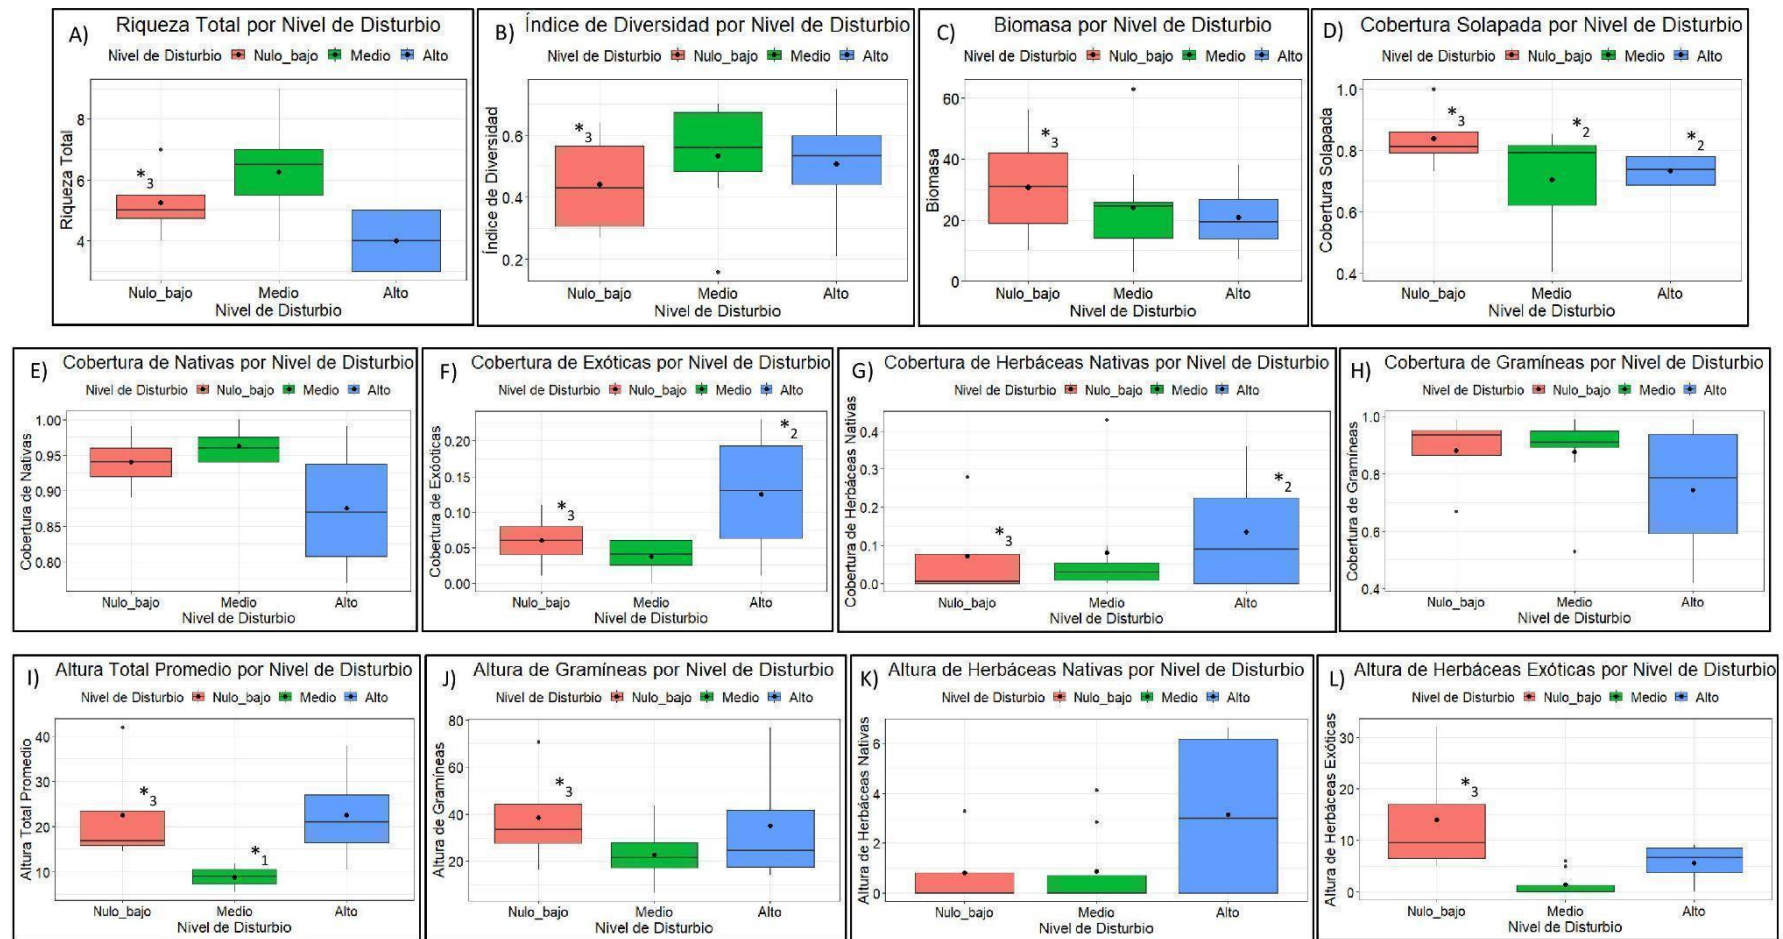 A) Riqueza Total por Nivel de Disturbio
Nivel de Disturbio Nulo_bajo Medio Alto
Riqueza Total
8
6
4
*3
Nulo_bajo Medio Alto
Nivel de Disturbio
B) Índice de Diversidad por Nivel de Disturbio
Nivel de Disturbio Nulo_bajo Medio Alto
Índice de Diversidad
0.6
0.4
0.2
*3
Nulo_bajo Medio Alto
Nivel de Disturbio
C) Biomasa por Nivel de Disturbio
Nivel de Disturbio Nulo_bajo Medio Alto
Biomasa
60
40
20
0
*3
Nulo_bajo Medio Alto
Nivel de Disturbio
D) Cobertura Solapada por Nivel de Disturbio
Nivel de Disturbio Nulo_bajo Medio Alto
Cobertura Solapada
1.0
0.8
0.6
0.4
*3 *2 *2
Nulo_bajo Medio Alto
Nivel de Disturbio
E) Cobertura de Nativas por Nivel de Disturbio
Nivel de Disturbio Nulo_bajo Medio Alto
Cobertura de Nativas
1.00
0.95
0.90
0.85
0.80
Nulo_bajo Medio Alto
Nivel de Disturbio
F) Cobertura de Exóticas por Nivel de Disturbio
Nivel de Disturbio Nulo_bajo Medio Alto
Cobertura de Exóoticas
0.20
0.15
0.10
0.05
0.00
*3 *2
Nulo_bajo Medio Alto
Nivel de Disturbio
G) Cobertura de Herbáceas Nativas por Nivel de Disturbio
Nivel de Disturbio Nulo_bajo Medio Alto
Cobertura de Herbáceas Nativas
0.4
0.3
0.2
0.1
0.0
*3 *2
Nulo_bajo Medio Alto
Nivel de Disturbio
H) Cobertura de Gramíneas por Nivel de Disturbio
Nivel de Disturbio Nulo_bajo Medio Alto
Cobertura de Gramíneas
1.0
0.8
0.6
0.4
Nulo_bajo Medio Alto
Nivel de Disturbio
I) Altura Total Promedio por Nivel de Disturbio
Nivel de Disturbio Nulo_bajo Medio Alto
Altura Total Promedio
40
30
20
10
*3 *1
Nulo_bajo Medio Alto
Nivel de Disturbio
J) Altura de Gramíneas por Nivel de Disturbio
Nivel de Disturbio Nulo_bajo Medio Alto
Altura de Gramíneas
80
60
40
20
*3
Nulo_bajo Medio Alto
Nivel de Disturbio
K) Altura de Herbáceas Nativas por Nivel de Disturbio
Nivel de Disturbio Nulo_bajo Medio Alto
Altura de Herbáceas Nativas
6
4
2
0
Nulo_bajo Medio Alto
Nivel de Disturbio
L) Altura de Herbáceas Exóticas por Nivel de Disturbio
Nivel de Disturbio Nulo_bajo Medio Alto
Altura de Herbáceas Exóticas
30
20
10
0
*3
Nulo_bajo Medio Alto
Nivel de Disturbio